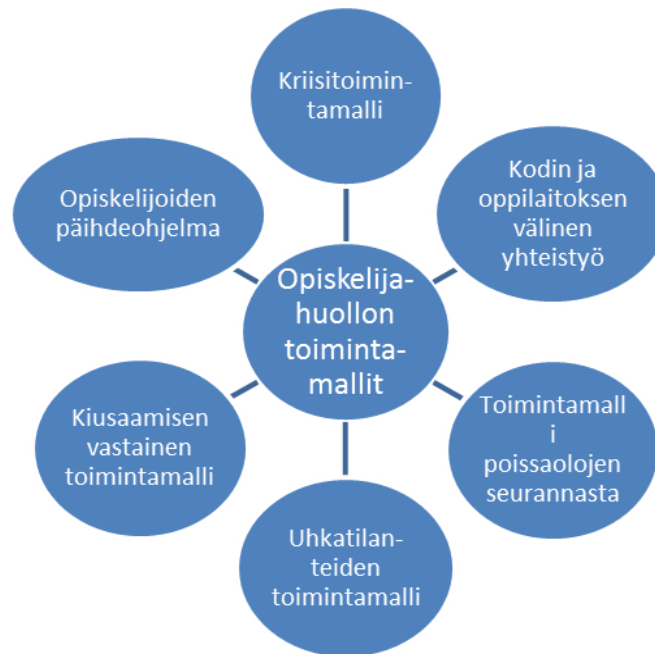 Kriisitoimin-
tamalli
Opiskelijoiden
päihdeohjelma
Kodin ja
oppilaitoksen
välinen
yhteistyö
Opiskelija-
huollon
toiminta-
mallit
Kiusaamisen
vastainen
toimintamalli
Toimintamall
i
poissaolojen
seurannasta
Uhkatilan-
teiden
toimintamalli